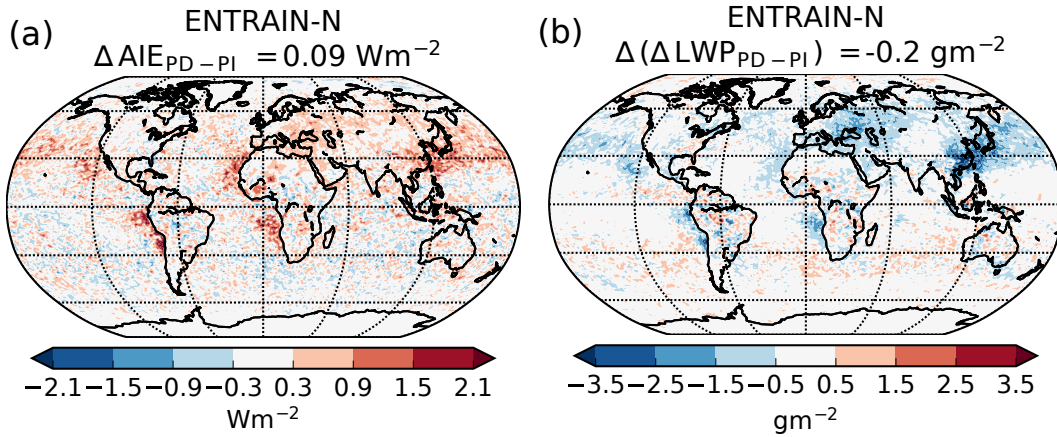 (a)
ENTRAIN-N
Δ AIE_PD−PI = 0.09 Wm⁻²
−2.1 −1.5 −0.9 −0.3 0.3 0.9 1.5 2.1
Wm⁻²
(b)
ENTRAIN-N
Δ (Δ LWP_PD−PI) = -0.2 gm⁻²
−3.5 −2.5 −1.5 −0.5 0.5 1.5 2.5 3.5
gm⁻²